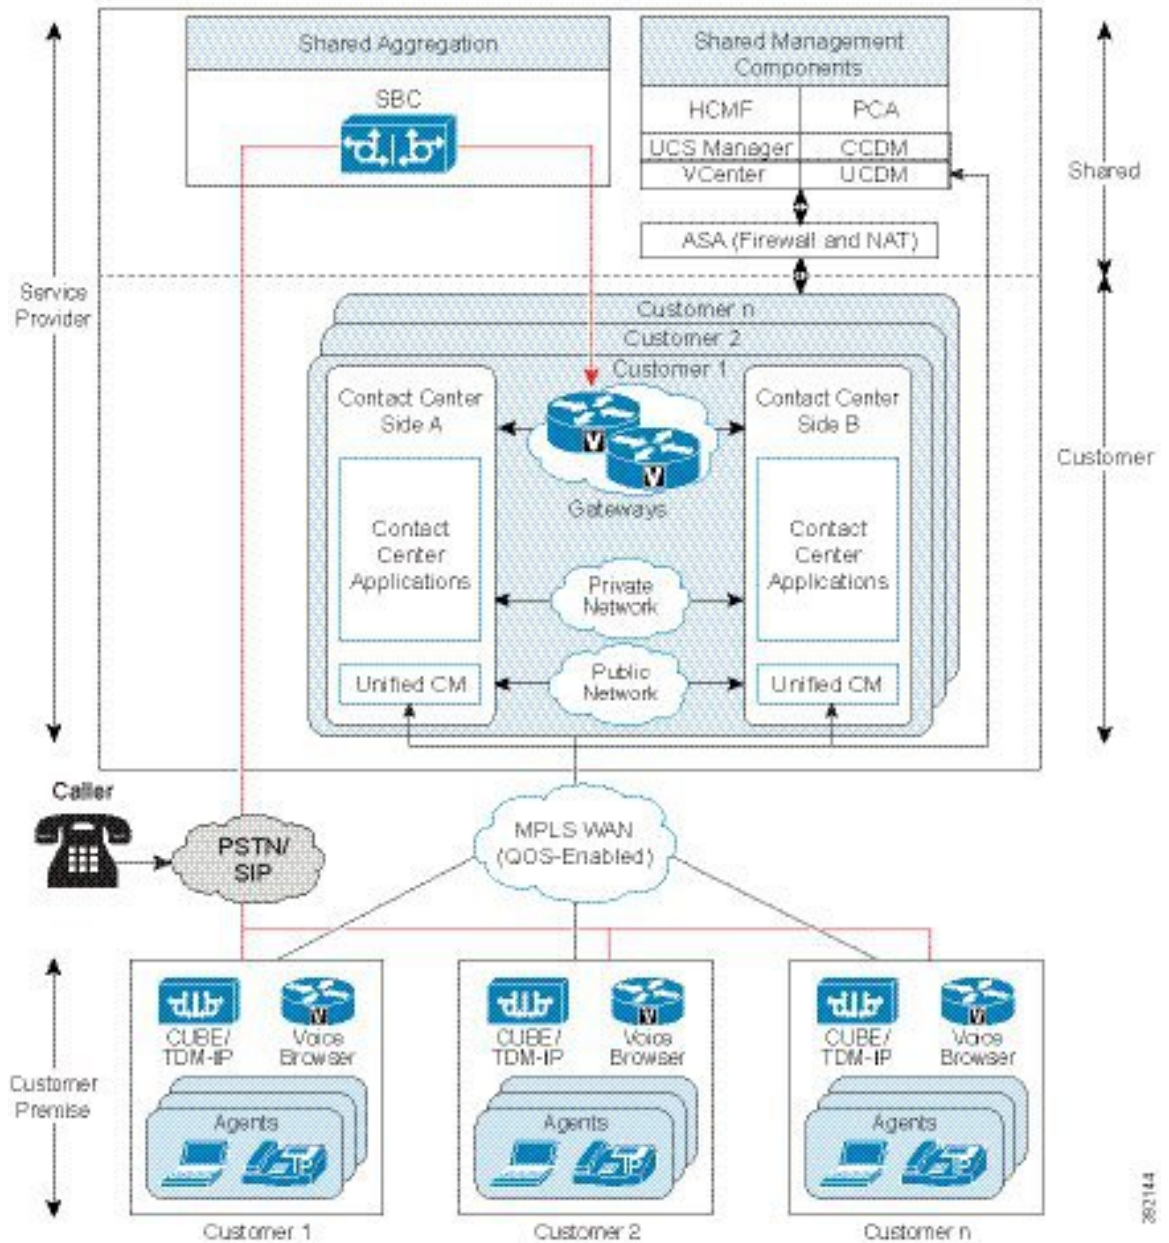 Shared Aggregation
SBC
Shared Management
Components
HCMF
PCA
UCS Manager
CCDM
VCenter
UCDM
ASA (Firewall and NAT)
Shared
Service
Provider
Customer n
Customer 2
Customer 1
Contact Center
Side A
Contact Center
Side B
V
V
Gateways
Customer
Contact
Center
Applications
Contact
Center
Applications
Private
Network
Public
Network
Unified CM
Unified CM
Caller
PSTN/
SIP
MPLS WAN
(QOS-Enabled)
CUBE/
TDM-IP
V
Voice
Browser
CUBE/
TDM-IP
V
Voice
Browser
CUBE/
TDM-IP
V
Voice
Browser
Customer
Premise
Agents
IP
Agents
IP
Agents
IP
Customer 1
Customer 2
Customer n